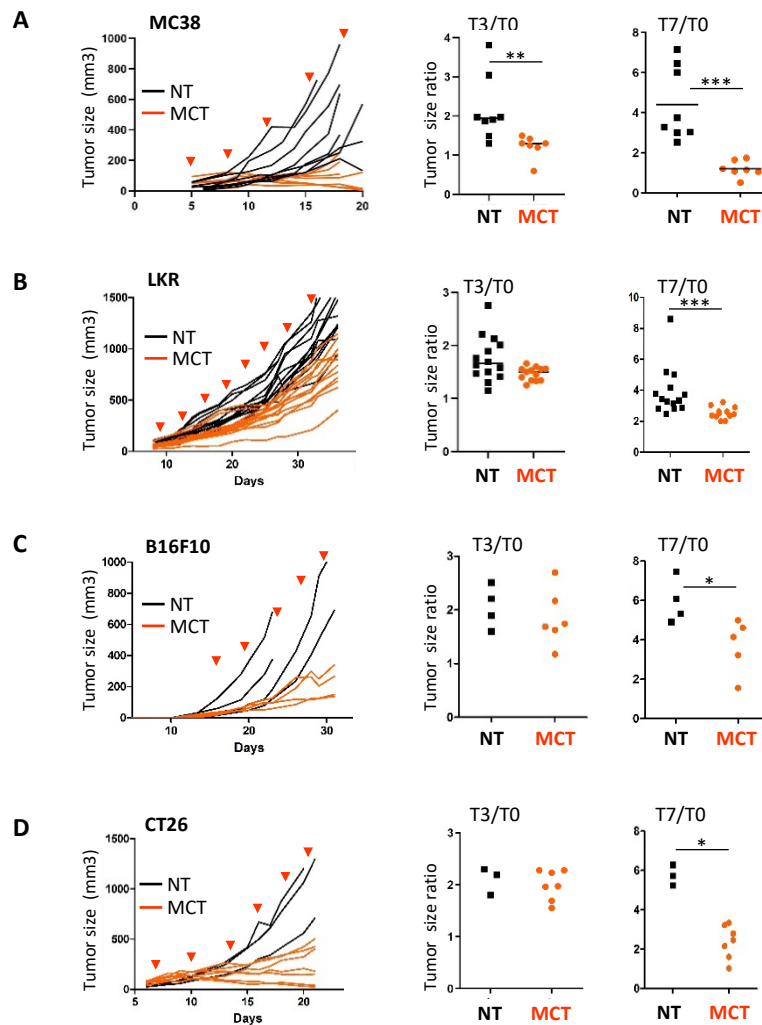 A
MC38
Tumor size (mm3)
1000
800
600
400
200
0
NT
MCT
0
5
10
15
20
T3/T0
Tumor size ratio
4
3
2
1
0
**
NT
MCT
T7/T0
8
6
4
2
0
***
NT
MCT
B
LKR
Tumor size (mm3)
1500
1000
500
0
NT
MCT
10
20
30
Days
T3/T0
Tumor size ratio
3
2
1
0
NT
MCT
T7/T0
10
8
6
4
2
0
***
NT
MCT
C
B16F10
Tumor size (mm3)
1000
800
600
400
200
0
NT
MCT
10
20
30
Days
T3/T0
Tumor size ratio
3
2
1
0
NT
MCT
T7/T0
8
6
4
2
0
*
NT
MCT
D
CT26
Tumor size (mm3)
1500
1000
500
0
NT
MCT
5
10
15
20
Days
T3/T0
Tumor size ratio
3
2
1
0
NT
MCT
T7/T0
8
6
4
2
0
*
NT
MCT